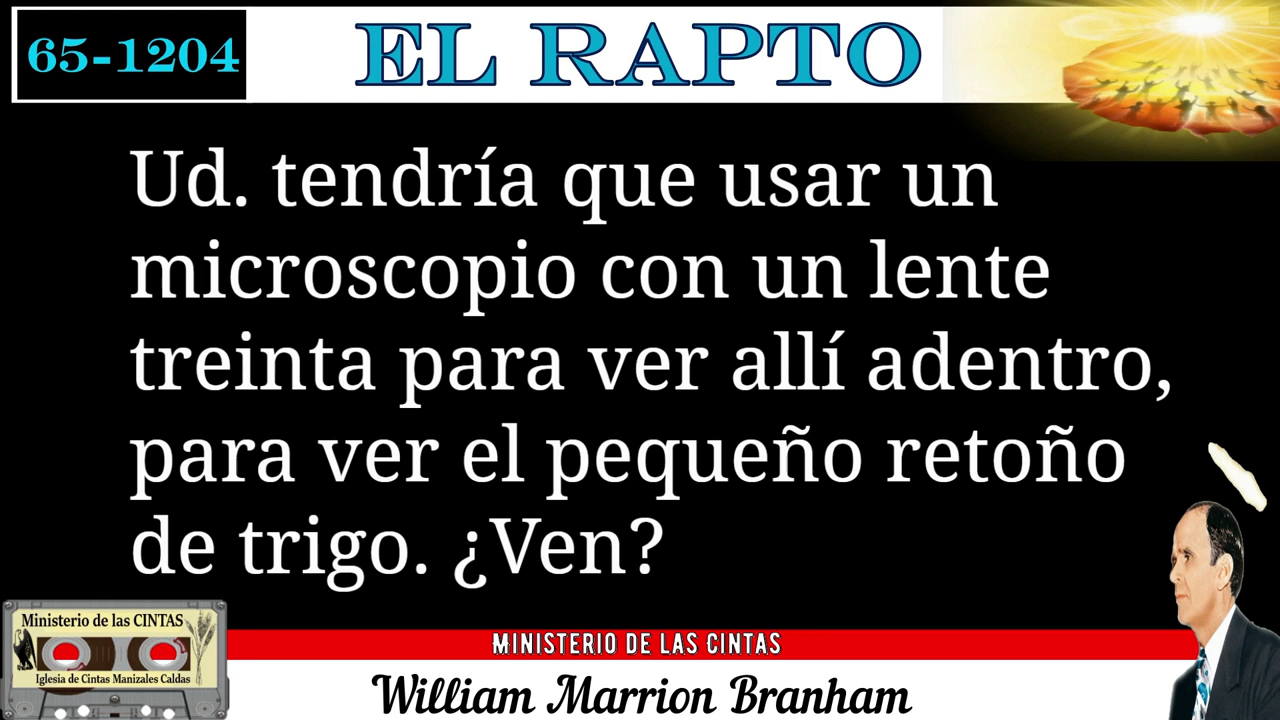 65-1204
EL RAPTO
Ud. tendría que usar un
microscopio con un lente
treinta para ver allí adentro,
para ver el pequeño retoño
de trigo. ¿Ven?
Ministerio de las CINTAS
Iglesia de Cintas Manizales Caldas
MINISTERIO DE LAS CINTAS
William Marrion Branham